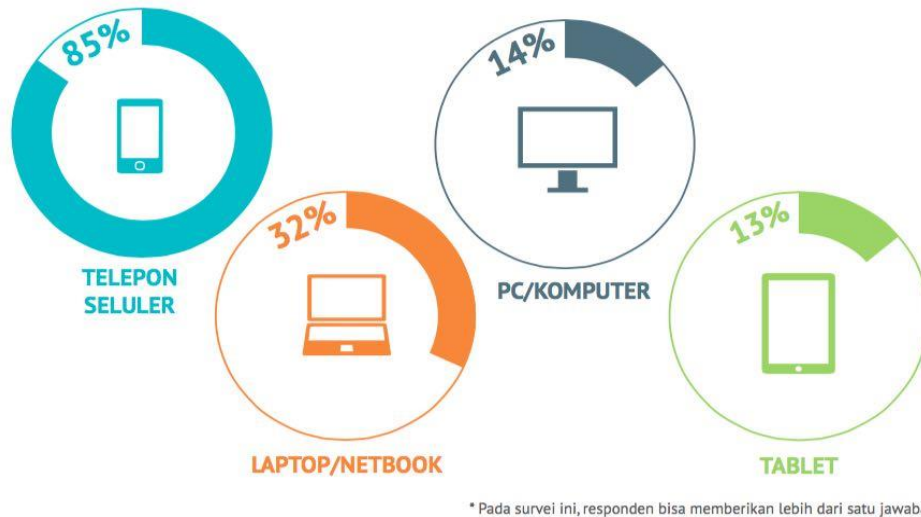 85%
TELEPON
SELULER
32%
LAPTOP/NETBOOK
14%
PC/KOMPUTER
13%
TABLET
* Pada survei ini, responden bisa memberikan lebih dari satu jawab